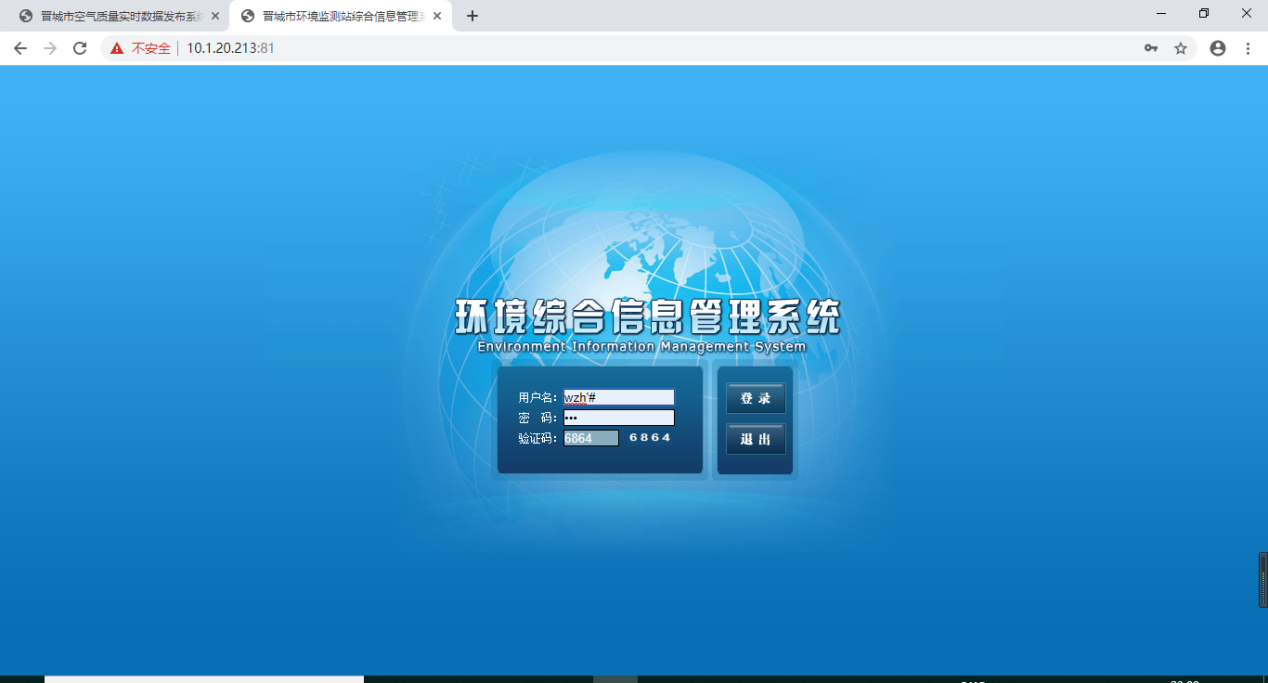 晋城市空气质量实时数据发布系统
晋城市环境监测站综合信息管理系
不安全
10.1.20.213:81
环境综合信息管理系统
Environment Information Management System
用户名: wzh'#
密 码: •••
验证码: 6864 6864
登 录
退 出